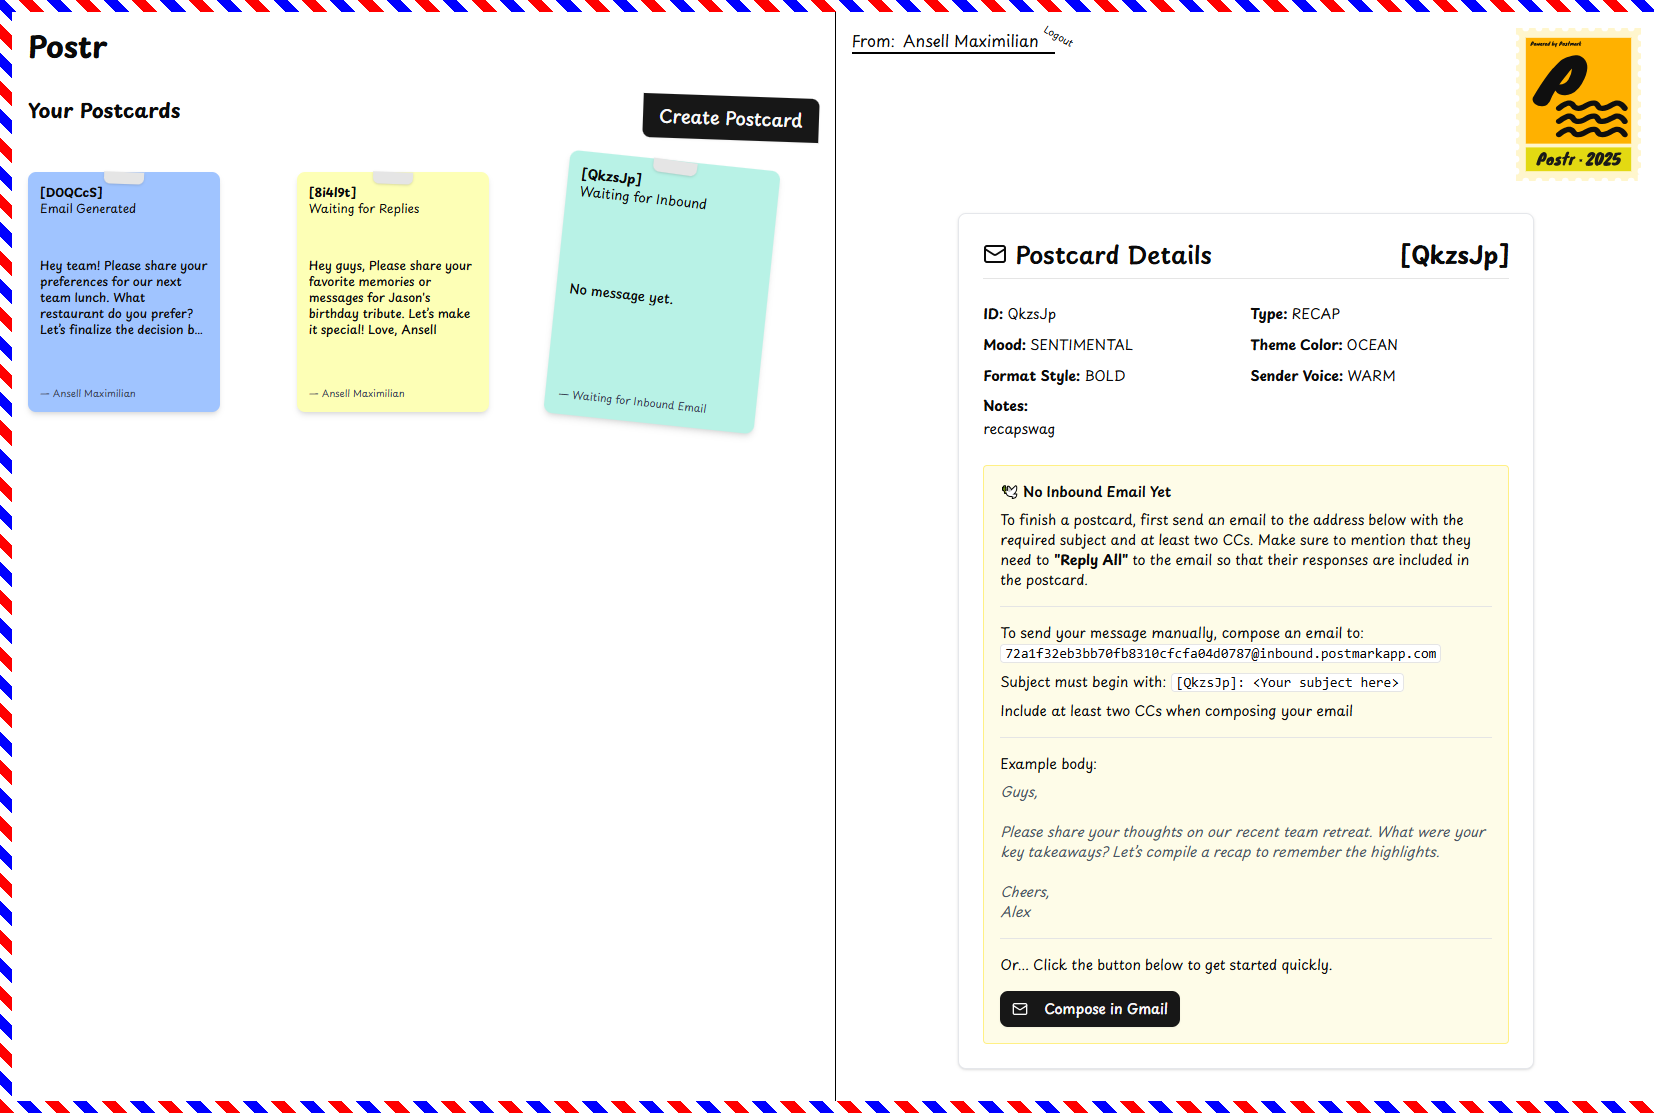 Postr
Your Postcards
Create Postcard
[D0QCcS]
Email Generated
Hey team! Please share your
preferences for our next
team lunch. What
restaurant do you prefer?
Let's finalize the decision b...
— Ansell Maximilian
[8i4I9t]
Waiting for Replies
Hey guys, Please share your
favorite memories or
messages for Jason's
birthday tribute. Let's make
it special! Love, Ansell
— Ansell Maximilian
[QkzsJp]
Waiting for Inbound
No message yet.
— Waiting for Inbound Email
From: Ansell Maximilian
Logout
Powered by Postmark
P
Postr · 2025
Postcard Details
[QkzsJp]
ID: QkzsJp
Type: RECAP
Mood: SENTIMENTAL
Theme Color: OCEAN
Format Style: BOLD
Sender Voice: WARM
Notes:
recapswag
No Inbound Email Yet
To finish a postcard, first send an email to the address below with the
required subject and at least two CCs. Make sure to mention that they
need to "Reply All" to the email so that their responses are included in
the postcard.
To send your message manually, compose an email to:
72a1f32eb3bb70fb8310cfcfa04d0787@inbound.postmarkapp.com
Subject must begin with: [QkzsJp]: <Your subject here>
Include at least two CCs when composing your email
Example body:
Guys,
Please share your thoughts on our recent team retreat. What were your
key takeaways? Let's compile a recap to remember the highlights.
Cheers,
Alex
Or... Click the button below to get started quickly.
Compose in Gmail